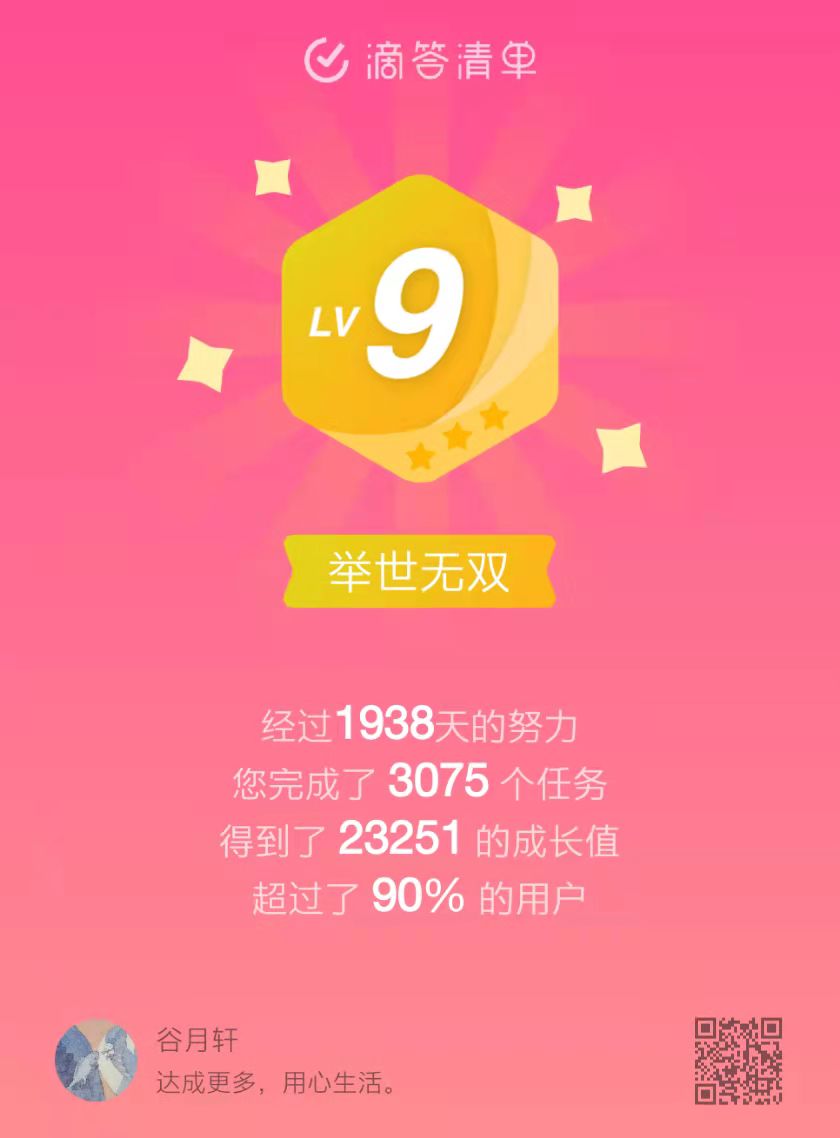 滴答清单
LV 9
举世无双
经过1938天的努力
您完成了 3075 个任务
得到了 23251 的成长值
超过了 90% 的用户
谷月轩
达成更多，用心生活。